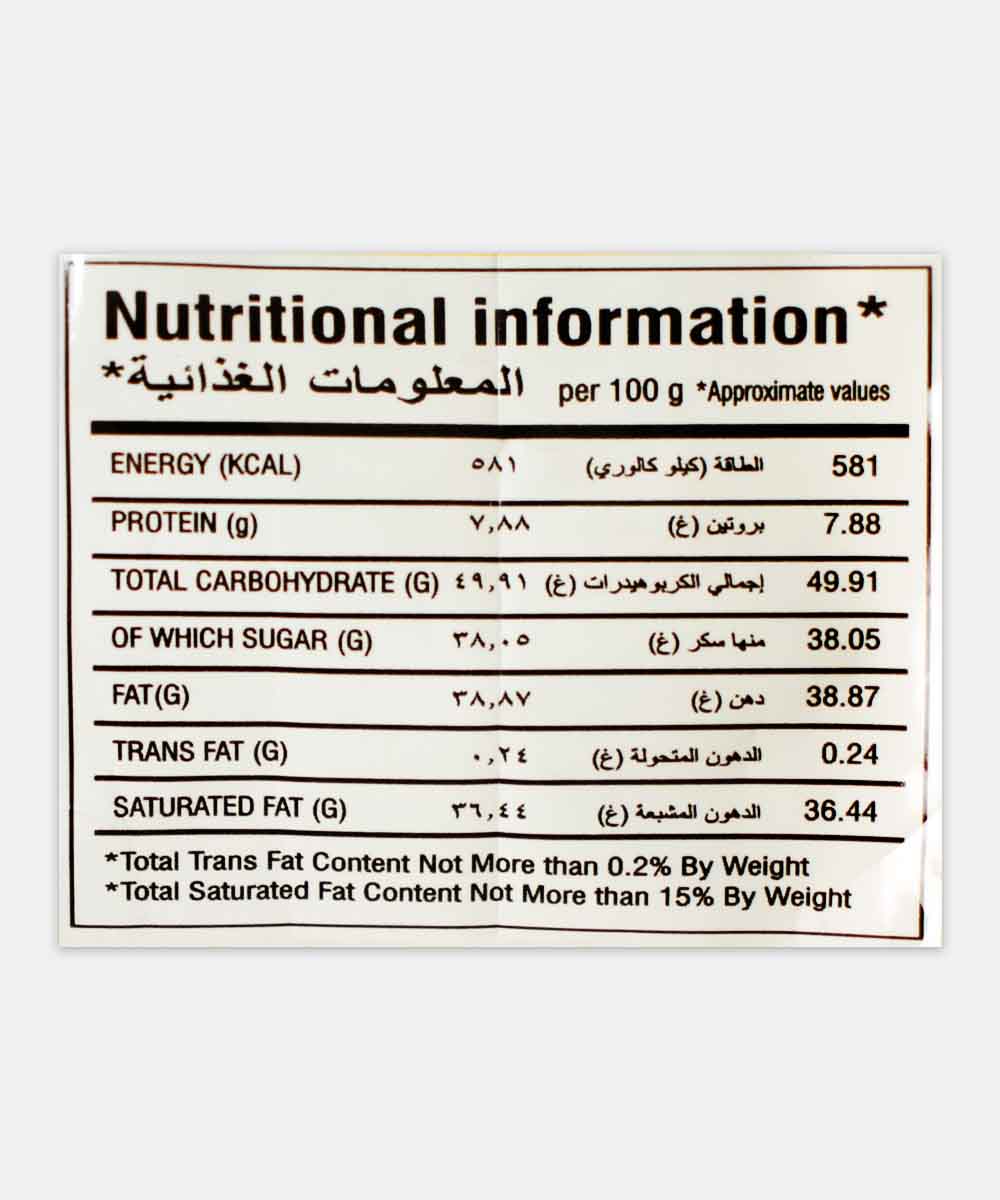 Nutritional information*
المعلومات الغذائية* per 100 g *Approximate values
ENERGY (KCAL) ٥٨١ الطاقة (كيلو كالوري) 581
PROTEIN (g) ٧,٨٨ بروتين (غ) 7.88
TOTAL CARBOHYDRATE (G) ٤٩,٩١ إجمالي الكربوهيدرات (غ) 49.91
OF WHICH SUGAR (G) ٣٨,٠٥ منها سكر (غ) 38.05
FAT(G) ٣٨,٨٧ دهن (غ) 38.87
TRANS FAT (G) ٠,٢٤ الدهون المتحولة (غ) 0.24
SATURATED FAT (G) ٣٦,٤٤ الدهون المشبعة (غ) 36.44
*Total Trans Fat Content Not More than 0.2% By Weight
*Total Saturated Fat Content Not More than 15% By Weight